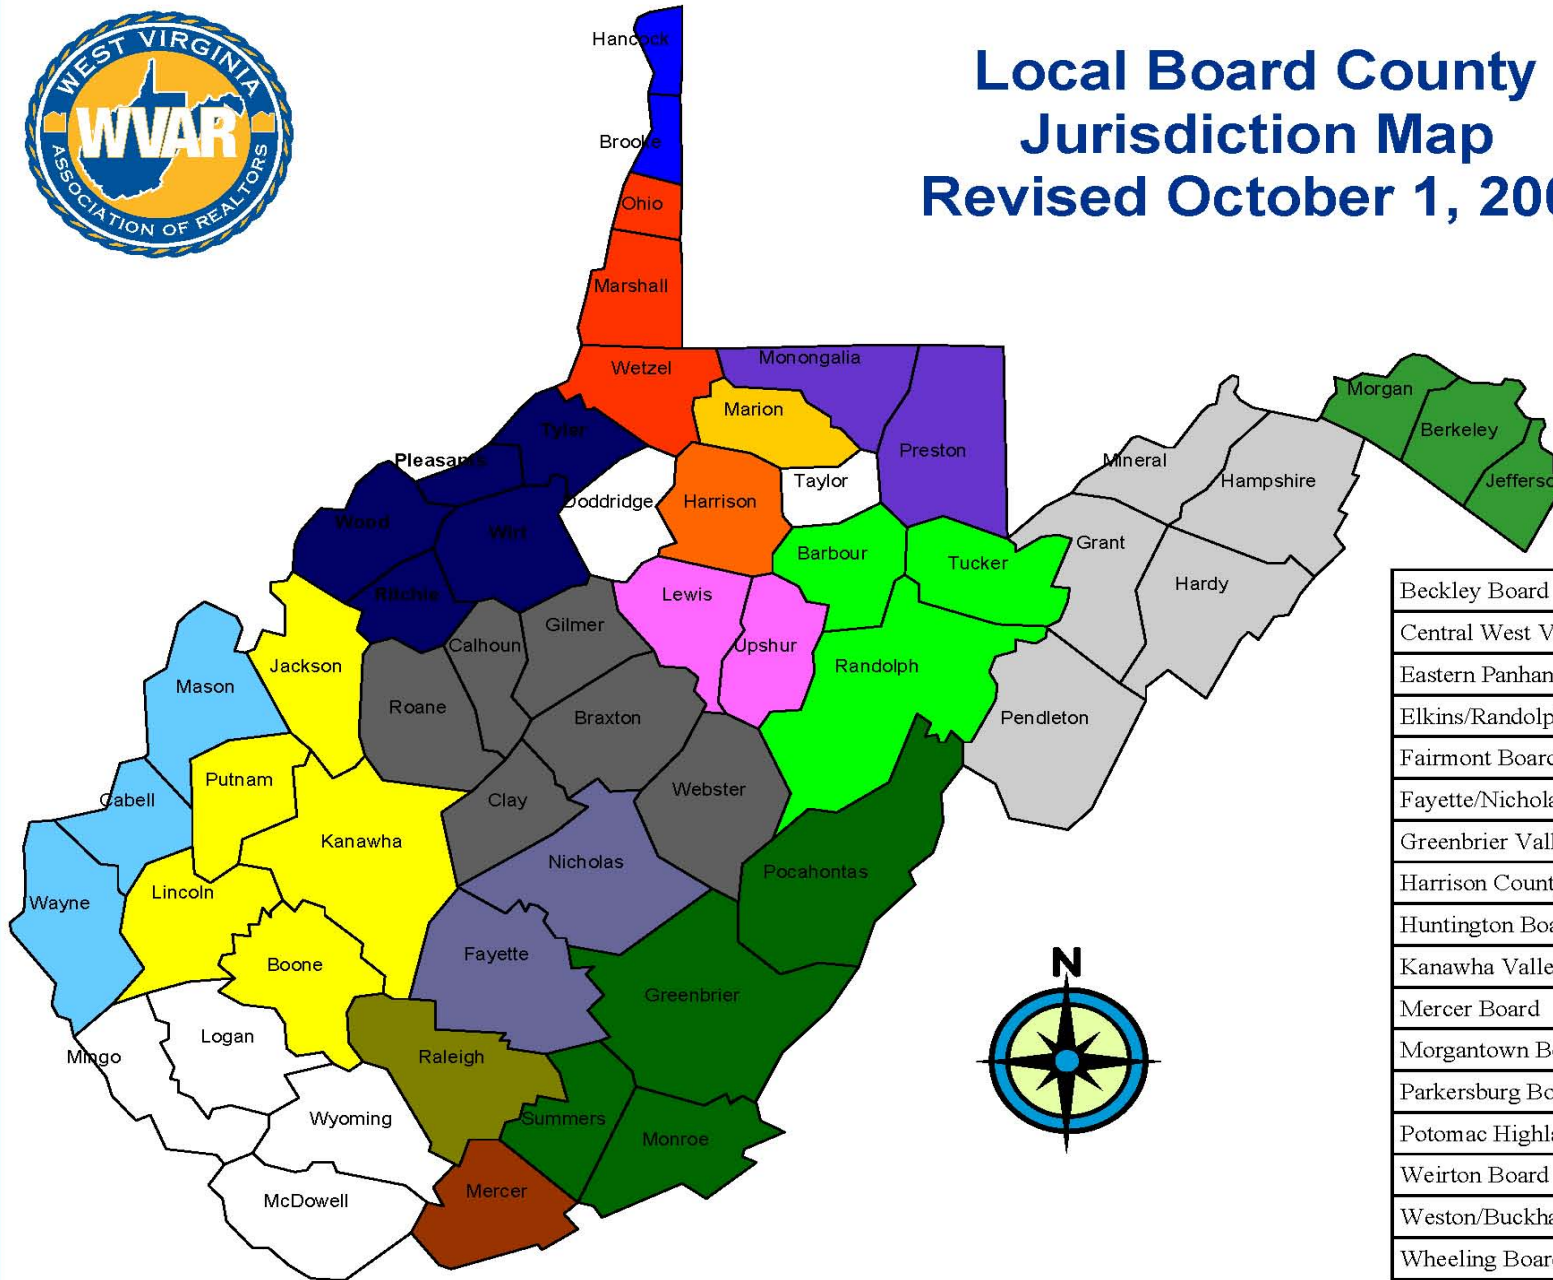 WEST VIRGINIA
WVAR
ASSOCIATION OF REALTORS
Local Board County
Jurisdiction Map
Revised October 1, 200
Hancock
Brooke
Ohio
Marshall
Wetzel
Monongalia
Marion
Preston
Tyler
Pleasants
Doddridge
Harrison
Taylor
Wood
Wirt
Ritchie
Barbour
Tucker
Mineral
Hampshire
Grant
Hardy
Morgan
Berkeley
Jefferso
Lewis
Upshur
Gilmer
Calhoun
Jackson
Mason
Roane
Braxton
Randolph
Pendleton
Putnam
Cabell
Clay
Webster
Kanawha
Nicholas
Pocahontas
Wayne
Lincoln
Boone
Fayette
Greenbrier
Logan
Mingo
Raleigh
Wyoming
Summers
Monroe
McDowell
Mercer
N
Beckley Board
Central West V
Eastern Panhan
Elkins/Randolp
Fairmont Board
Fayette/Nichola
Greenbrier Vall
Harrison Count
Huntington Boa
Kanawha Valle
Mercer Board
Morgantown B
Parkersburg Bo
Potomac Highla
Weirton Board
Weston/Buckha
Wheeling Board